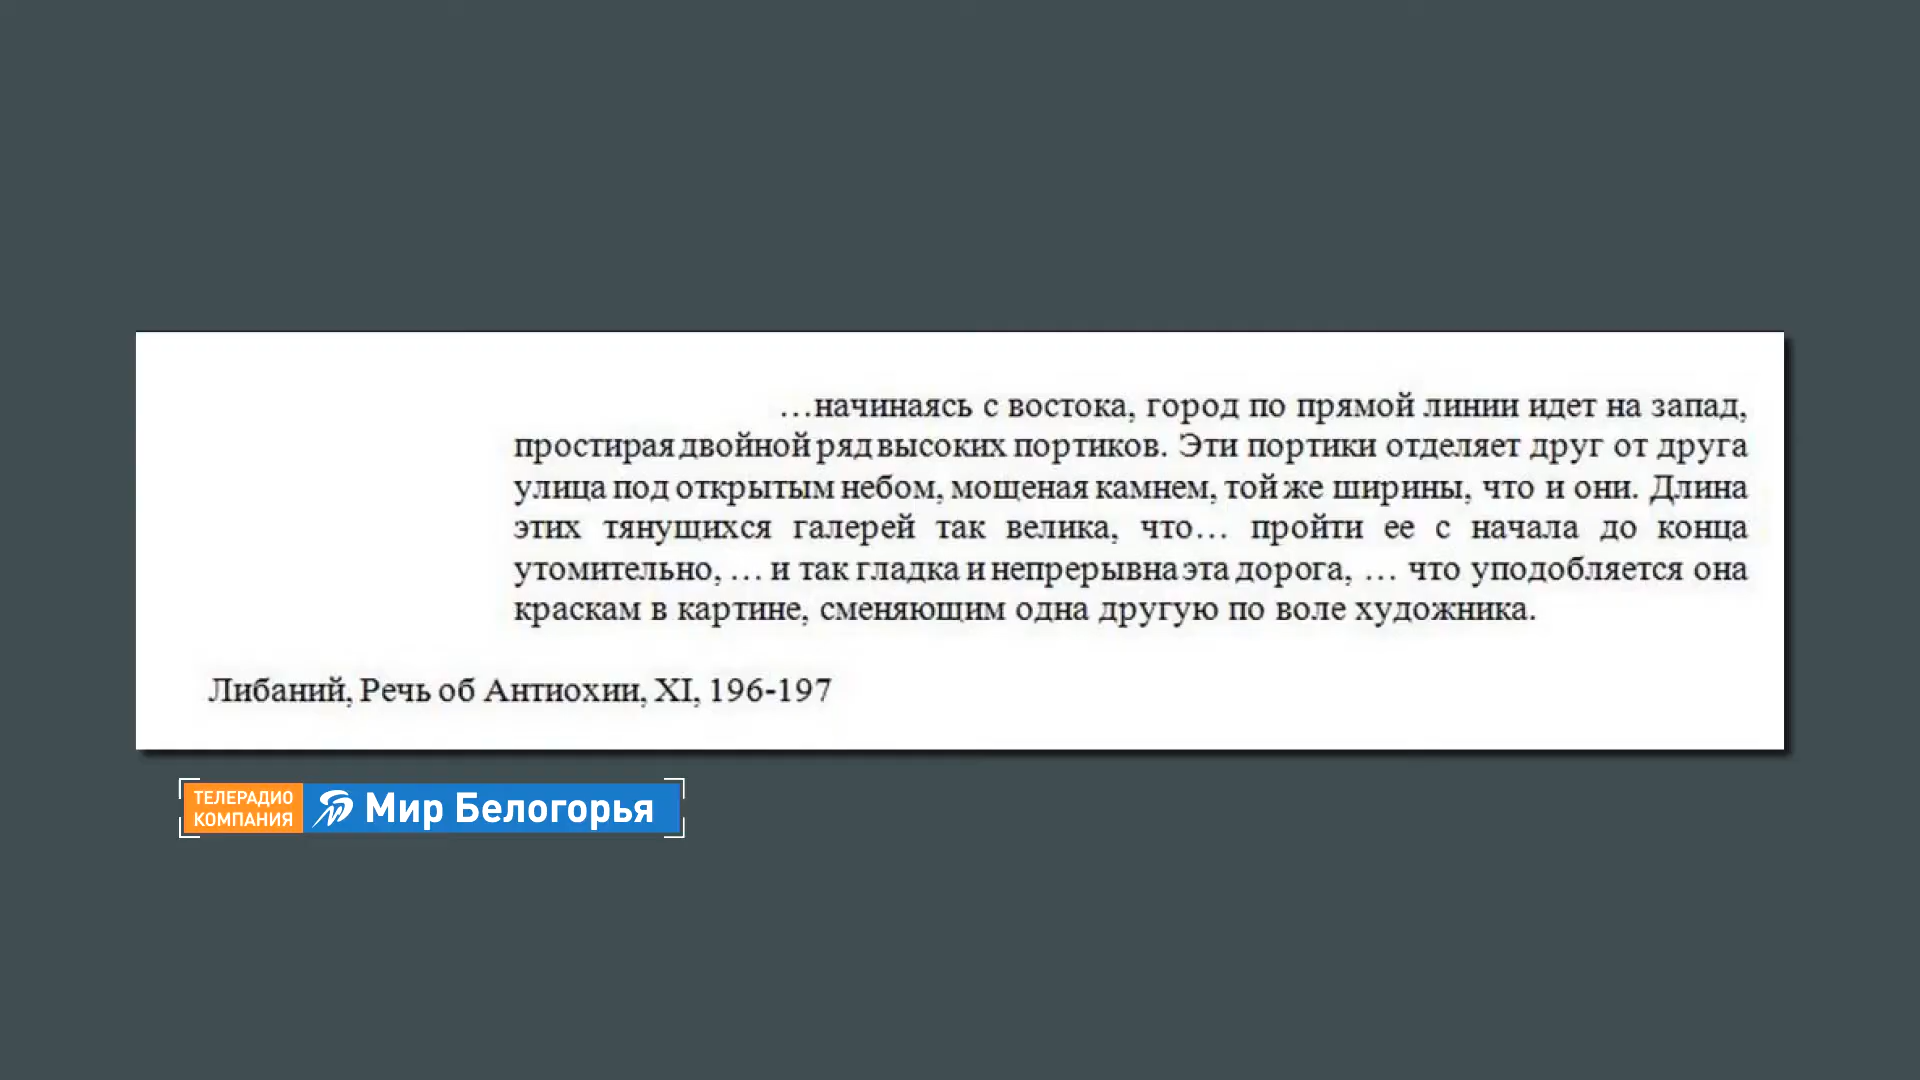 …начинаясь с востока, город по прямой линии идет на запад,
простирая двойной ряд высоких портиков. Эти портики отделяет друг от друга
улица под открытым небом, мощеная камнем, той же ширины, что и они. Длина
этих тянущихся галерей так велика, что… пройти ее с начала до конца
утомительно, … и так гладка и непрерывна эта дорога, … что уподобляется она
краскам в картине, сменяющим одна другую по воле художника.
Либаний, Речь об Антиохии, XI, 196-197
ТЕЛЕРАДИО
КОМПАНИЯ
Мир Белогорья